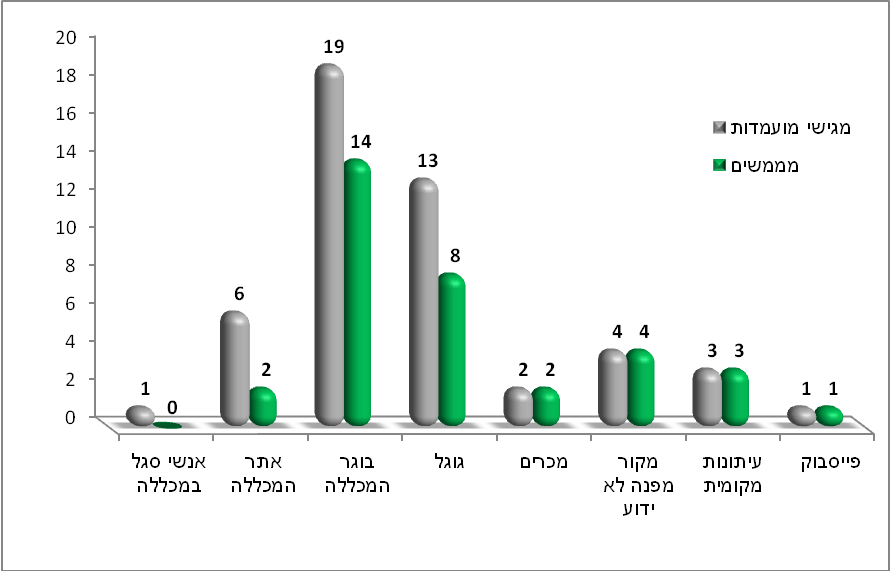 20
18
16
14
12
10
8
6
4
2
0
1
0
6
2
19
14
13
8
2
2
4
4
3
3
1
1
מגישי מועמדות
מממשים
אנשי סגל
במכללה
אתר
המכללה
בוגר
המכללה
גוגל
מכרים
מקור
מפנה לא
ידוע
עיתונות
מקומית
פייסבוק